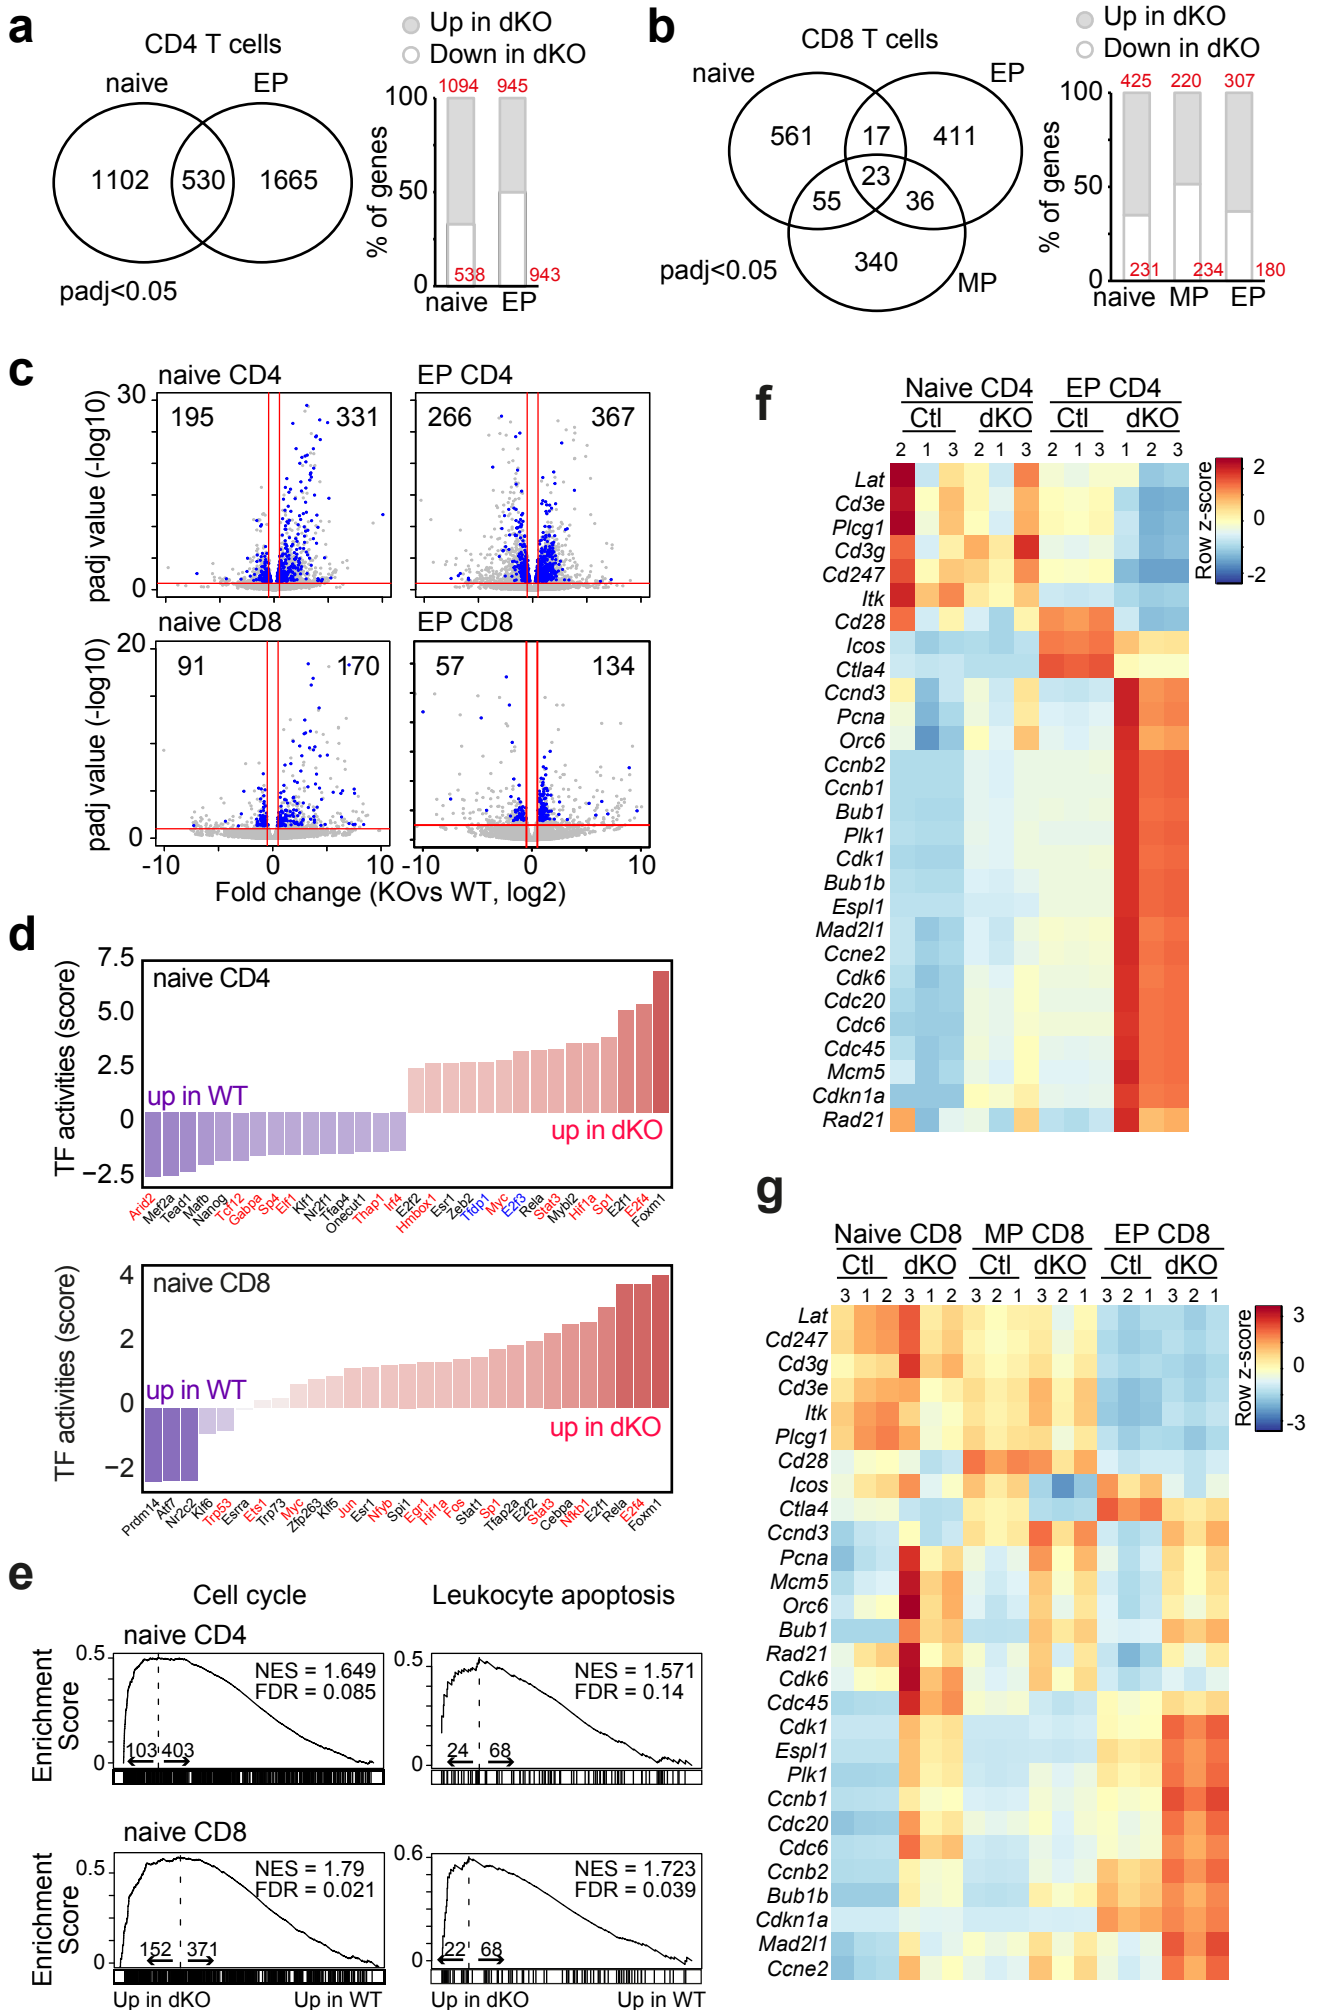 a
CD4 T cells
naive
EP
1102
530
1665
padj<0.05
Up in dKO
Down in dKO
% of genes
100
50
0
1094
945
538
943
naive
EP
b
CD8 T cells
naive
EP
561
17
411
23
55
36
340
MP
padj<0.05
Up in dKO
Down in dKO
% of genes
100
50
0
425
220
307
231
234
180
naive
MP
EP
c
naive CD4
EP CD4
195
331
266
367
30
0
padj value (-log10)
naive CD8
EP CD8
91
170
57
134
20
0
padj value (-log10)
-10
0
10
-10
0
10
Fold change (KOvs WT, log2)
d
naive CD4
TF activities (score)
7.5
5.0
2.5
0
−2.5
up in WT
up in dKO
Arid2
Mef2a
Tead1
Mafb
Nanog
Tcf12
Gabpa
Sp4
Elf1
Klf1
Nr2f1
Tfap4
Onecut1
Thap1
Irf4
E2f2
Hmbox1
Esr1
Zeb2
Tfdp1
Myc
E2f3
Rela
Stat3
Mybl2
Hif1a
Sp1
E2f1
E2f4
Foxm1
naive CD8
TF activities (score)
4
2
0
−2
up in WT
up in dKO
Prdm14
Atf7
Nr2c2
Klf6
Trp53
Esrra
Ets1
Trp73
Myc
Zfp263
Klf5
Jun
Esr1
Nfyb
Spi1
Egr1
Hif1a
Fos
Stat1
Sp1
Tfap2a
E2f2
Stat3
Cebpa
Nfkb1
E2f1
Rela
E2f4
Foxm1
e
Cell cycle
Leukocyte apoptosis
naive CD4
Enrichment
Score
0.5
0
NES = 1.649
FDR = 0.085
103
403
0.5
0
NES = 1.571
FDR = 0.14
24
68
naive CD8
Enrichment
Score
0.5
0
NES = 1.79
FDR = 0.021
152
371
0.6
0
NES = 1.723
FDR = 0.039
22
68
Up in dKO
Up in WT
Up in dKO
Up in WT
f
Naive CD4
EP CD4
Ctl
dKO
Ctl
dKO
2 1 3 2 1 3 2 1 3 1 2 3
Lat
Cd3e
Plcg1
Cd3g
Cd247
Itk
Cd28
Icos
Ctla4
Ccnd3
Pcna
Orc6
Ccnb2
Ccnb1
Bub1
Plk1
Cdk1
Bub1b
Espl1
Mad2l1
Ccne2
Cdk6
Cdc20
Cdc6
Cdc45
Mcm5
Cdkn1a
Rad21
Row z-score
2
0
-2
g
Naive CD8
MP CD8
EP CD8
Ctl
dKO
Ctl
dKO
Ctl
dKO
3 1 2 3 1 2 3 2 1 3 2 1 3 2 1 3 2 1
Lat
Cd247
Cd3g
Cd3e
Itk
Plcg1
Cd28
Icos
Ctla4
Ccnd3
Pcna
Mcm5
Orc6
Bub1
Rad21
Cdk6
Cdc45
Cdk1
Espl1
Plk1
Ccnb1
Cdc20
Cdc6
Ccnb2
Bub1b
Cdkn1a
Mad2l1
Ccne2
Row z-score
3
0
-3